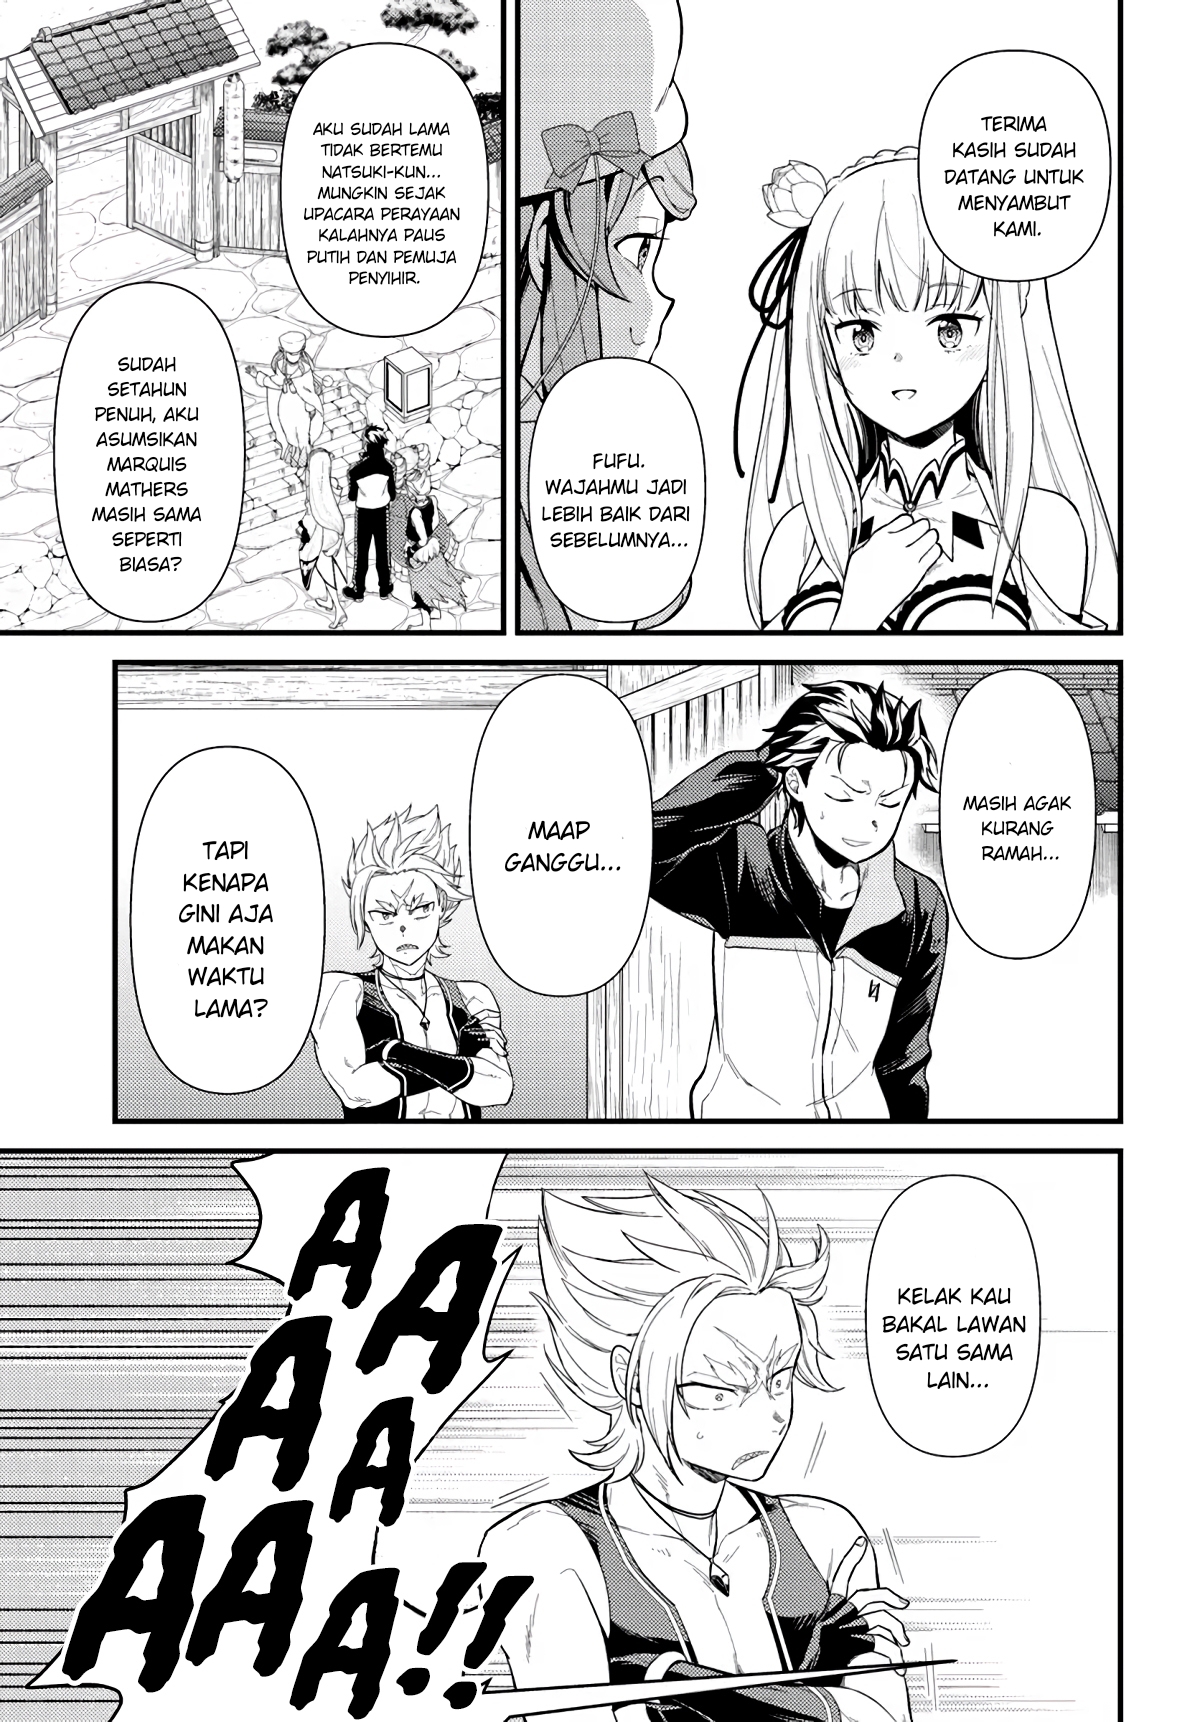 TERIMA
KASIH SUDAH
DATANG UNTUK
MENYAMBUT
KAMI.
FUFU.
WAJAHMU JADI
LEBIH BAIK DARI
SEBELUMNYA...
AKU SUDAH LAMA
TIDAK BERTEMU
NATSUKI-KUN...
MUNGKIN SEJAK
UPACARA PERAYAAN
KALAHNYA PAUS
PUTIH DAN PEMUJA
PENYIHIR.
SUDAH
SETAHUN
PENUH, AKU
ASUMSIKAN
MARQUIS
MATHERS
MASIH SAMA
SEPERTI
BIASA?
MASIH AGAK
KURANG
RAMAH...
MAAP
GANGGU...
TAPI
KENAPA
GINI AJA
MAKAN
WAKTU
LAMA?
KELAK KAU
BAKAL LAWAN
SATU SAMA
LAIN...
A
AA
AA
AAA!!